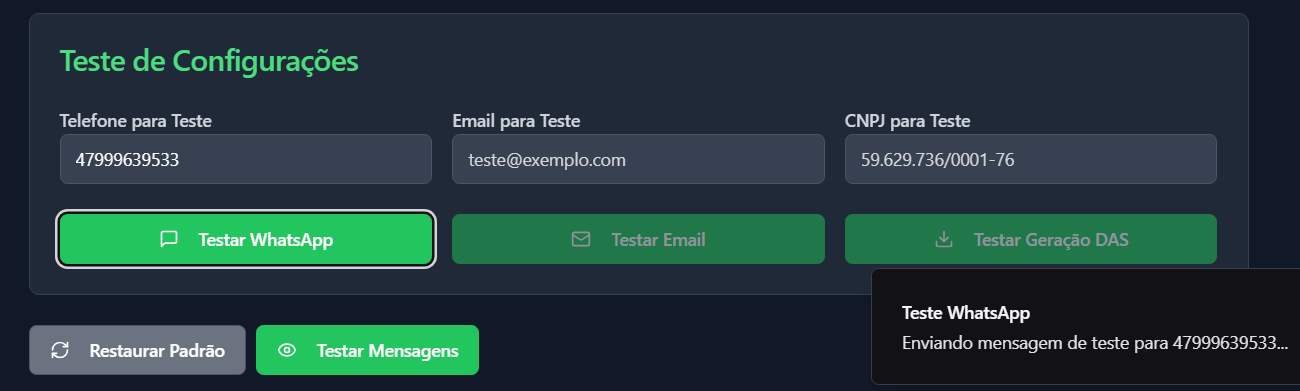 Teste de Configurações
Telefone para Teste
Email para Teste
CNPJ para Teste
47999639533
teste@exemplo.com
59.629.736/0001-76
Testar WhatsApp
Testar Email
Testar Geração DAS
Teste WhatsApp
Enviando mensagem de teste para 47999639533...
Restaurar Padrão
Testar Mensagens